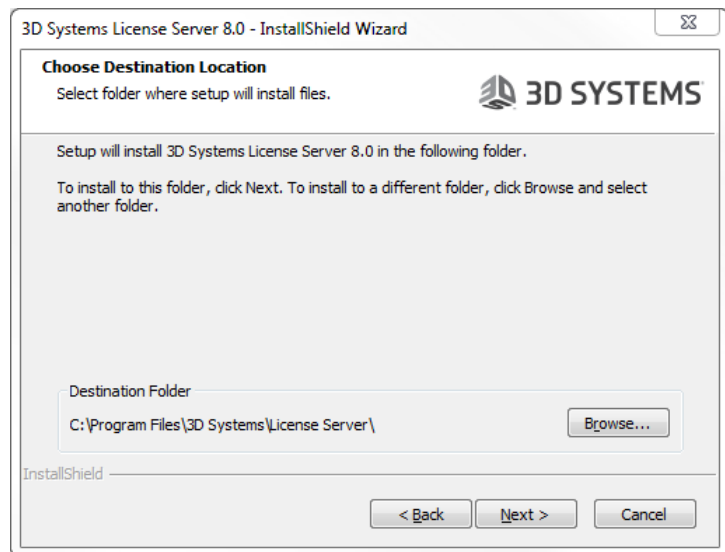 3D Systems License Server 8.0 - InstallShield Wizard
Choose Destination Location
Select folder where setup will install files.
3D SYSTEMS
Setup will install 3D Systems License Server 8.0 in the following folder.
To install to this folder, click Next. To install to a different folder, click Browse and select
another folder.
Destination Folder
C:\Program Files\3D Systems\License Server\
Browse...
InstallShield
< Back
Next >
Cancel